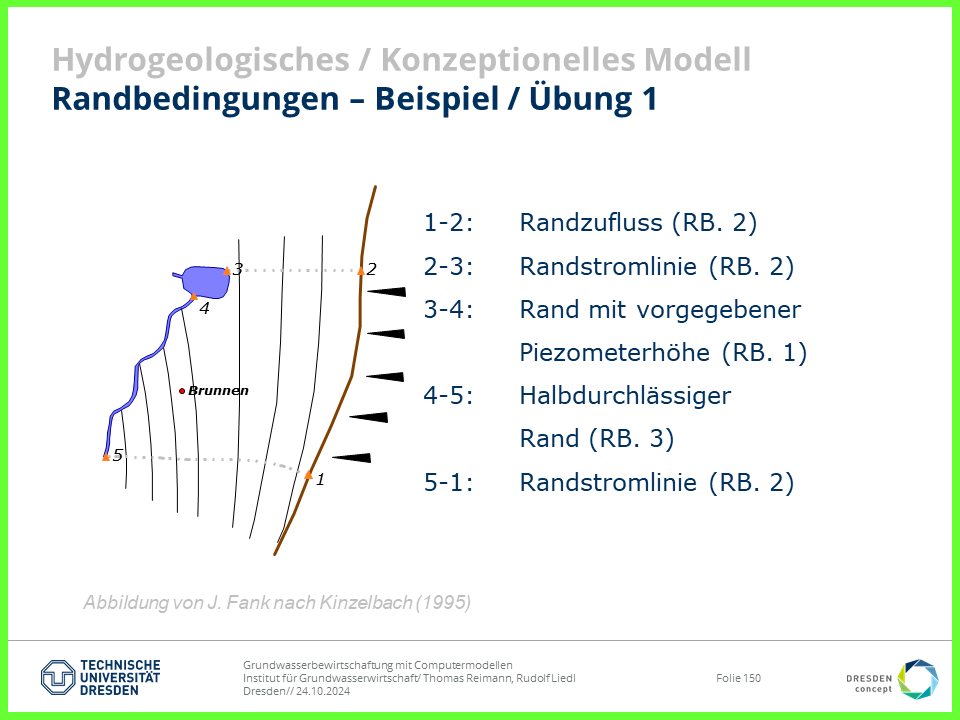 Hydrogeologisches / Konzeptionelles Modell
Randbedingungen – Beispiel / Übung 1
3
2
4
Brunnen
5
1
1-2: Randzufluss (RB. 2)
2-3: Randstromlinie (RB. 2)
3-4: Rand mit vorgegebener
Piezometerhöhe (RB. 1)
4-5: Halbdurchlässiger
Rand (RB. 3)
5-1: Randstromlinie (RB. 2)
Abbildung von J. Fank nach Kinzelbach (1995)
TECHNISCHE
UNIVERSITÄT
DRESDEN
Grundwasserbewirtschaftung mit Computermodellen
Institut für Grundwasserwirtschaft/ Thomas Reimann, Rudolf Liedl
Dresden// 24.10.2024
Folie 150
DRESDEN
concept